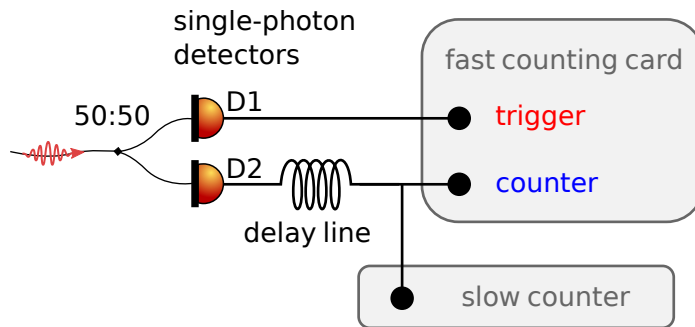 single-photon
detectors
fast counting card
50:50
D1
trigger
D2
counter
delay line
slow counter